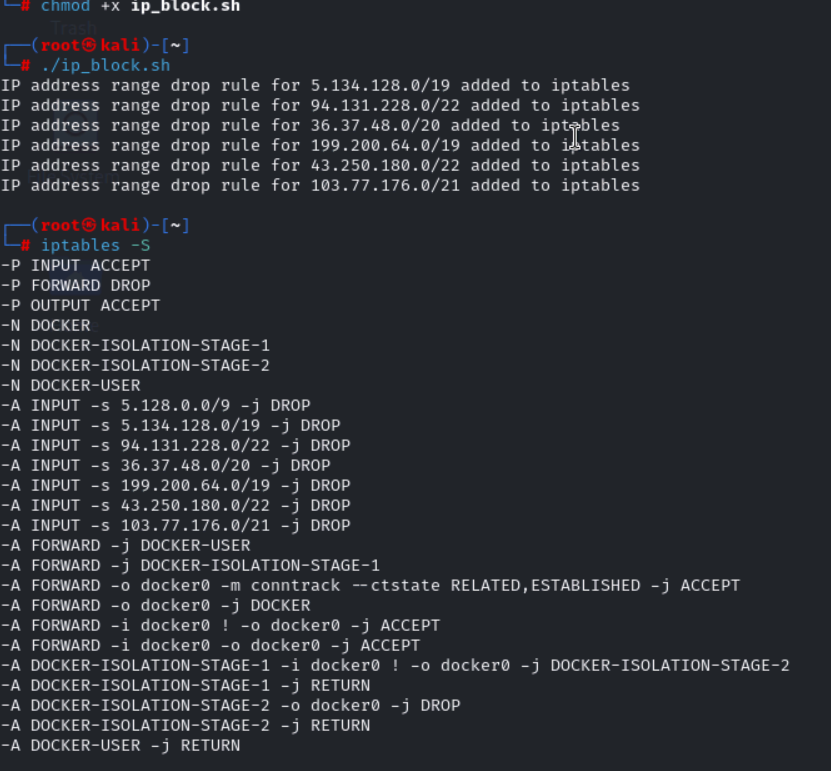 └─# chmod +x ip_block.sh
Trash
┌──(root㉿kali)-[~]
└─# ./ip_block.sh
IP address range drop rule for 5.134.128.0/19 added to iptables
IP address range drop rule for 94.131.228.0/22 added to iptables
IP address range drop rule for 36.37.48.0/20 added to iptables
IP address range drop rule for 199.200.64.0/19 added to iptables
IP address range drop rule for 43.250.180.0/22 added to iptables
IP address range drop rule for 103.77.176.0/21 added to iptables
┌──(root㉿kali)-[~]
└─# iptables -S
-P INPUT ACCEPT
-P FORWARD DROP
-P OUTPUT ACCEPT
-N DOCKER
-N DOCKER-ISOLATION-STAGE-1
-N DOCKER-ISOLATION-STAGE-2
-N DOCKER-USER
-A INPUT -s 5.128.0.0/9 -j DROP
-A INPUT -s 5.134.128.0/19 -j DROP
-A INPUT -s 94.131.228.0/22 -j DROP
-A INPUT -s 36.37.48.0/20 -j DROP
-A INPUT -s 199.200.64.0/19 -j DROP
-A INPUT -s 43.250.180.0/22 -j DROP
-A INPUT -s 103.77.176.0/21 -j DROP
-A FORWARD -j DOCKER-USER
-A FORWARD -j DOCKER-ISOLATION-STAGE-1
-A FORWARD -o docker0 -m conntrack --ctstate RELATED,ESTABLISHED -j ACCEPT
-A FORWARD -o docker0 -j DOCKER
-A FORWARD -i docker0 ! -o docker0 -j ACCEPT
-A FORWARD -i docker0 -o docker0 -j ACCEPT
-A DOCKER-ISOLATION-STAGE-1 -i docker0 ! -o docker0 -j DOCKER-ISOLATION-STAGE-2
-A DOCKER-ISOLATION-STAGE-1 -j RETURN
-A DOCKER-ISOLATION-STAGE-2 -o docker0 -j DROP
-A DOCKER-ISOLATION-STAGE-2 -j RETURN
-A DOCKER-USER -j RETURN